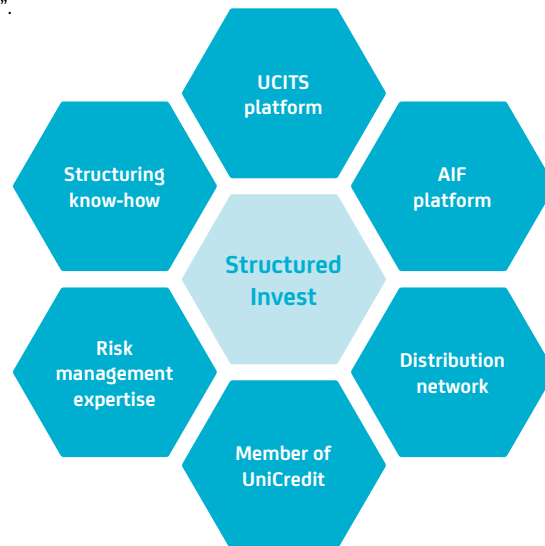 ”.
UCITS
platform
Structuring
know-how
AIF
platform
Structured
Invest
Risk
management
expertise
Distribution
network
Member of
UniCredit